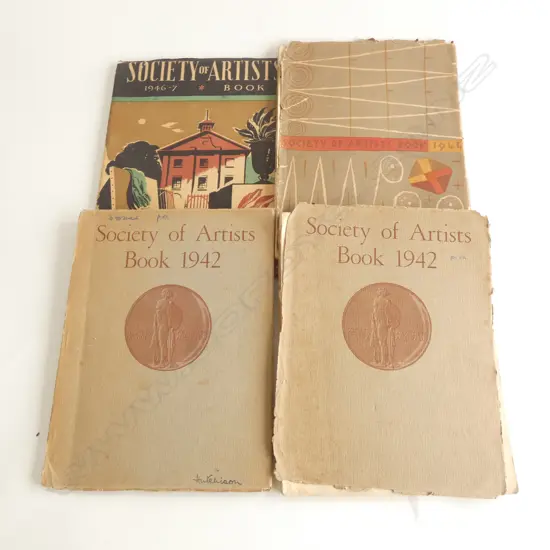 SOCIETY OF ARTISTS
1946-7 BOOK
SOCIETY OF ARTISTS BOOK
Society of Artists
Book 1942
Hutchison
Society of Artists
Book 1942